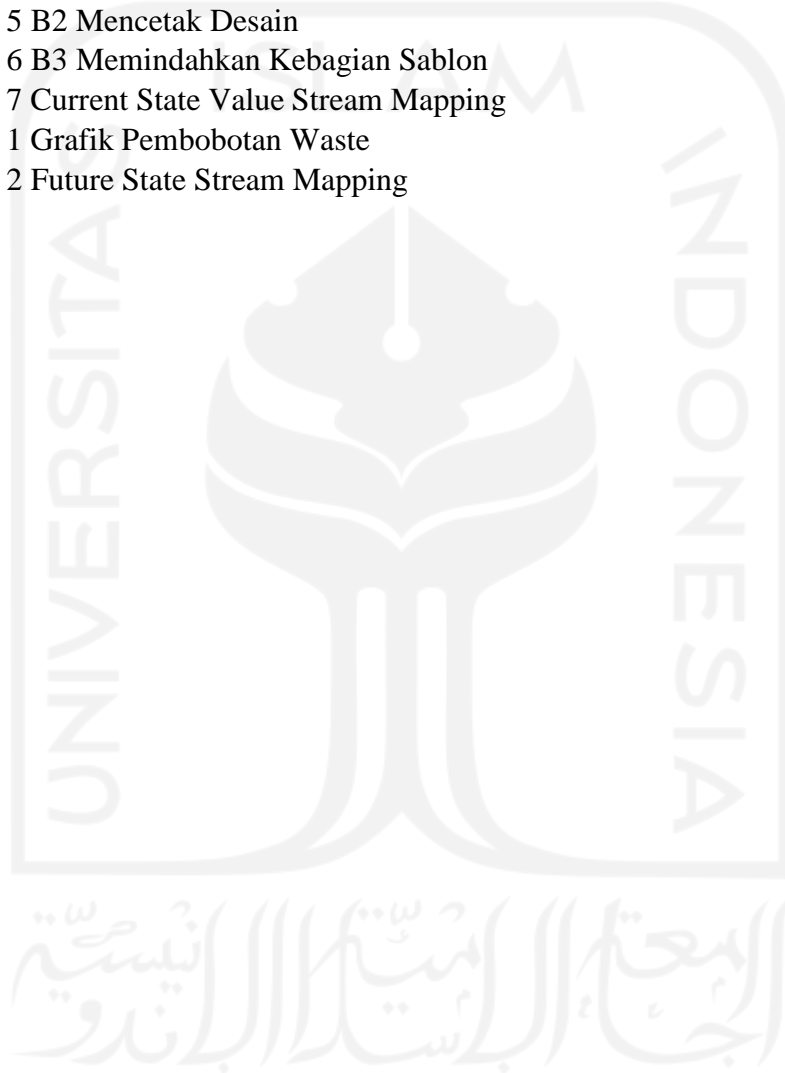 5 B2 Mencetak Desain
6 B3 Memindahkan Kebagian Sablon
7 Current State Value Stream Mapping
1 Grafik Pembobotan Waste
2 Future State Stream Mapping
ISLAM
UNIVERSITAS
INDONESIA